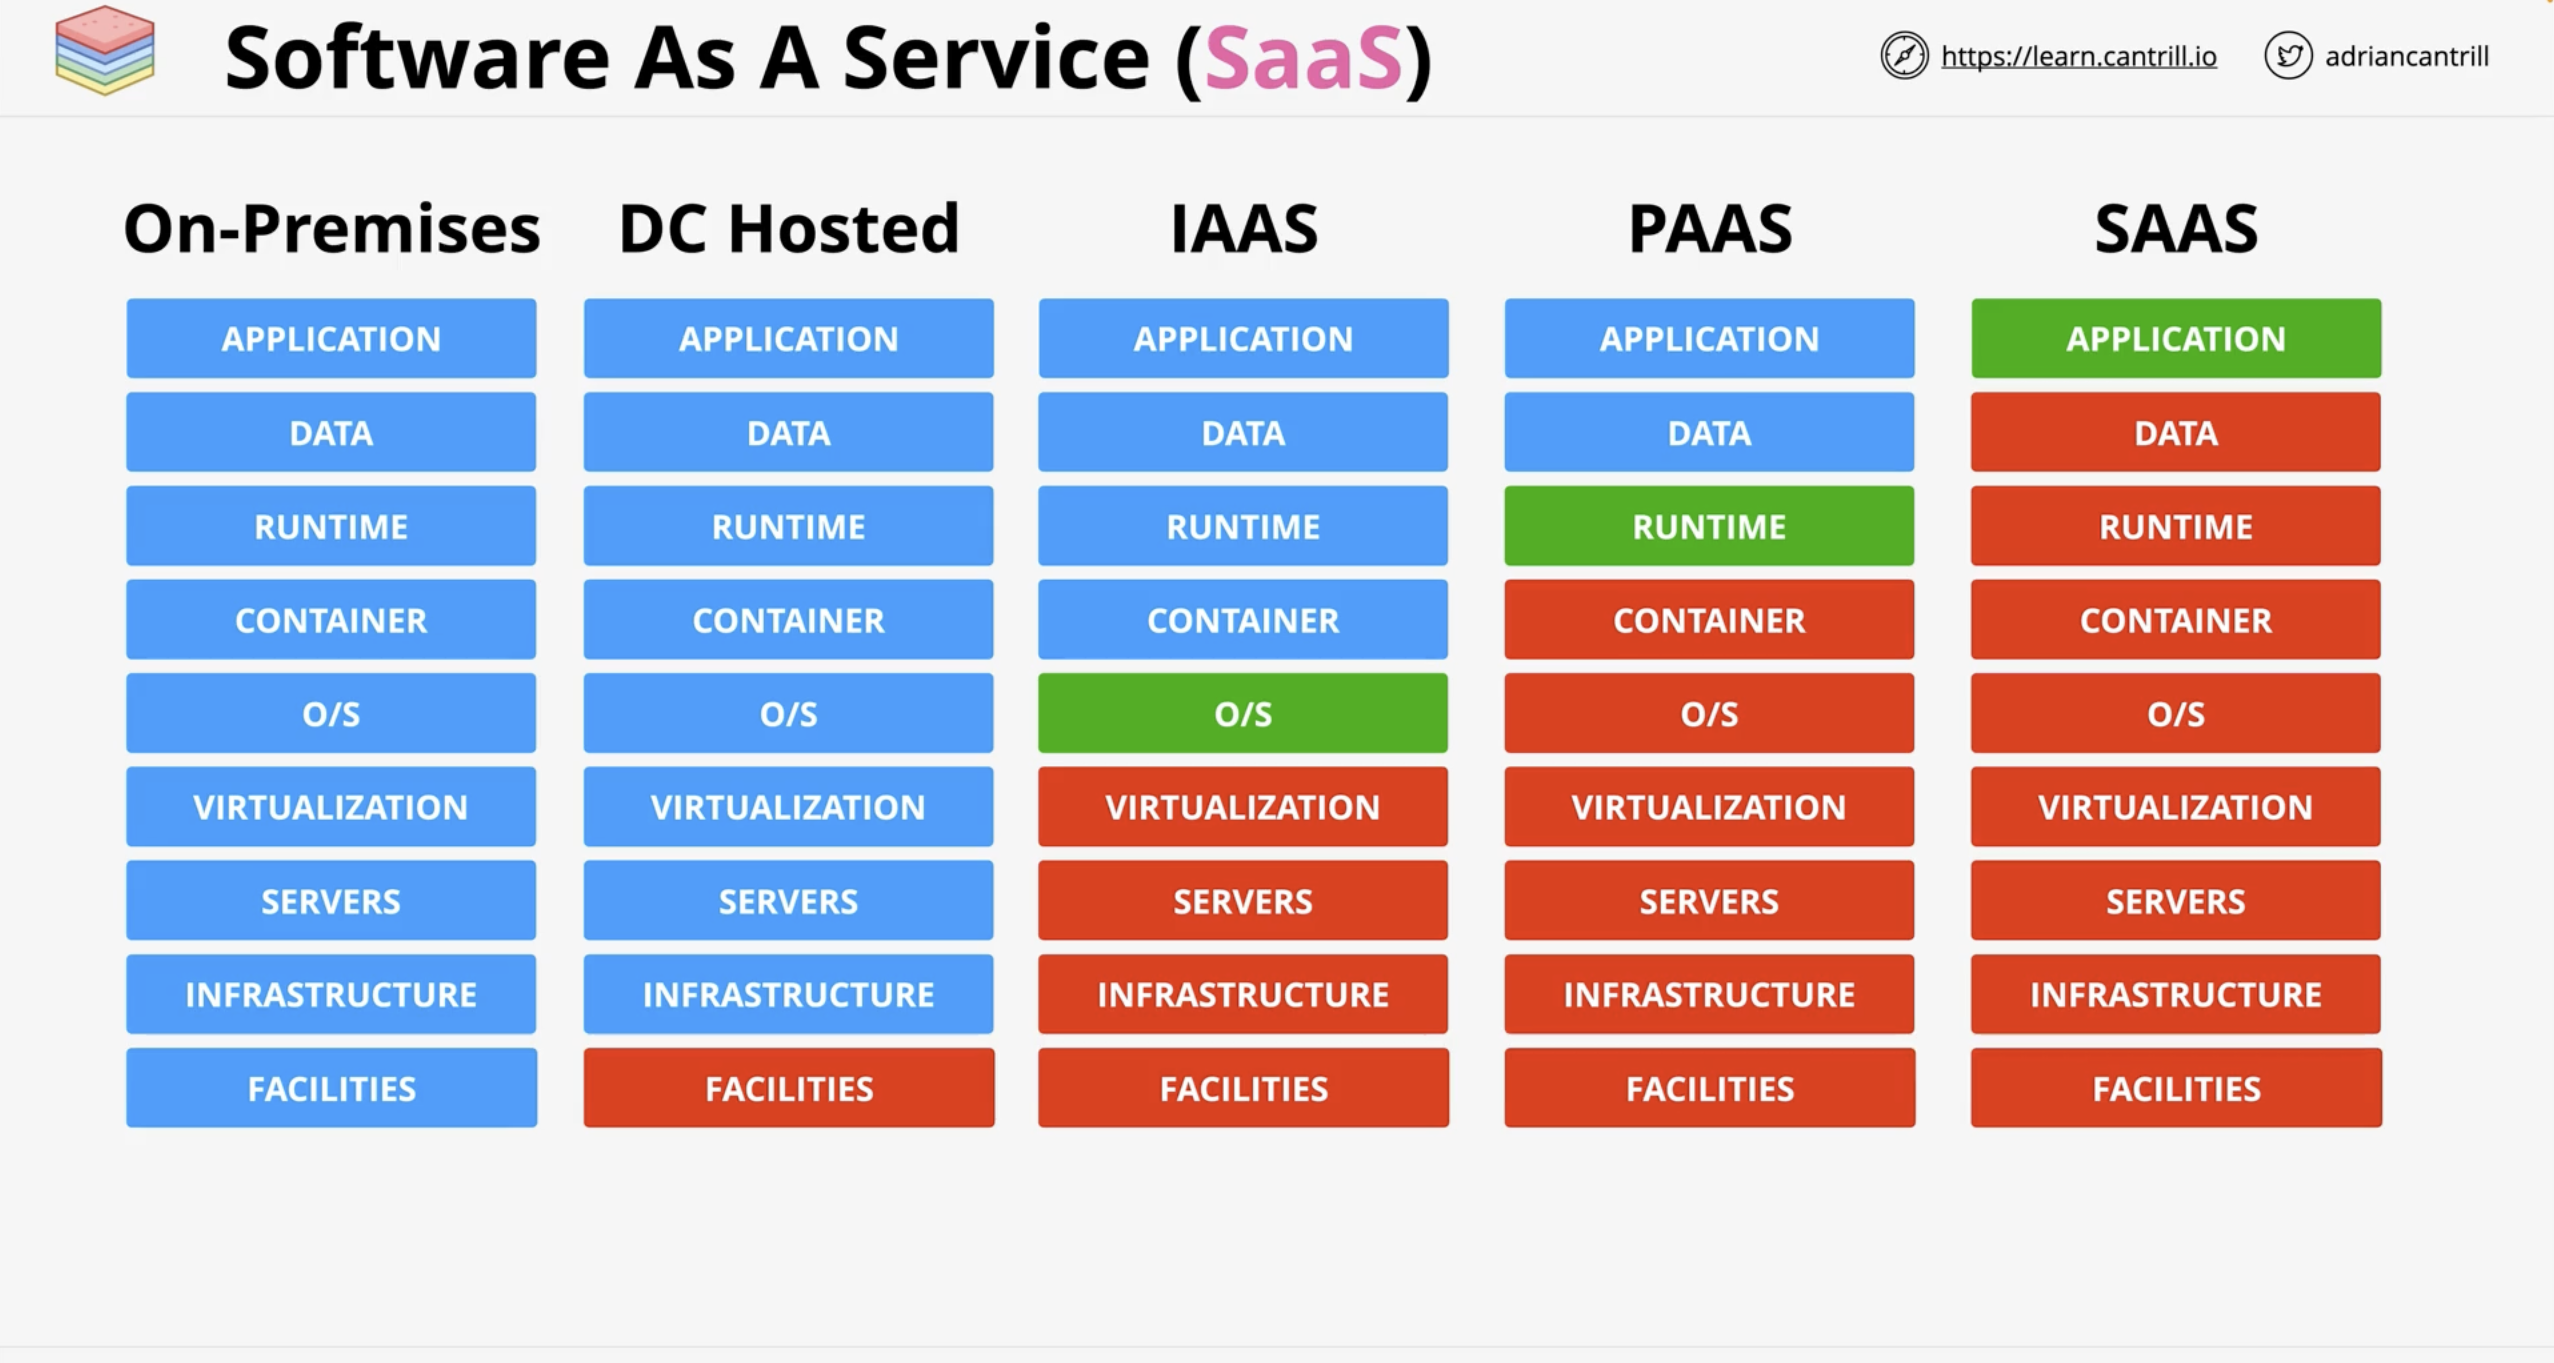 Software As A Service (SaaS)
https://learn.cantrill.io
adriancantrill
On-Premises DC Hosted IAAS PAAS SAAS
APPLICATION APPLICATION APPLICATION APPLICATION APPLICATION
DATA DATA DATA DATA DATA
RUNTIME RUNTIME RUNTIME RUNTIME RUNTIME
CONTAINER CONTAINER CONTAINER CONTAINER CONTAINER
O/S O/S O/S O/S O/S
VIRTUALIZATION VIRTUALIZATION VIRTUALIZATION VIRTUALIZATION VIRTUALIZATION
SERVERS SERVERS SERVERS SERVERS SERVERS
INFRASTRUCTURE INFRASTRUCTURE INFRASTRUCTURE INFRASTRUCTURE INFRASTRUCTURE
FACILITIES FACILITIES FACILITIES FACILITIES FACILITIES